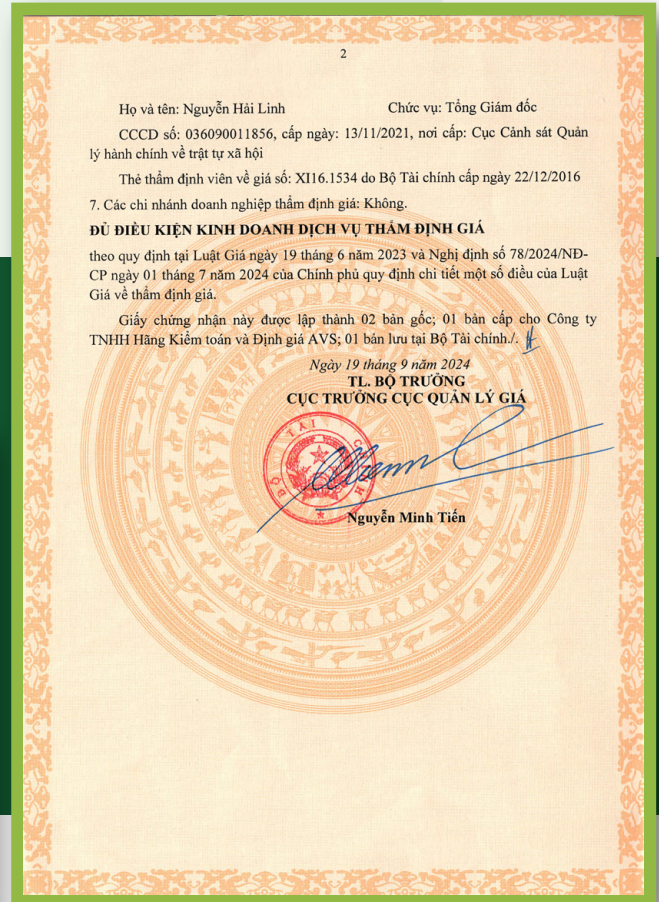 2
Họ và tên: Nguyễn Hải Linh Chức vụ: Tổng Giám đốc
CCCD số: 036090011856, cấp ngày: 13/11/2021, nơi cấp: Cục Cảnh sát Quản
lý hành chính về trật tự xã hội
Thẻ thẩm định viên về giá số: XI16.1534 do Bộ Tài chính cấp ngày 22/12/2016
7. Các chi nhánh doanh nghiệp thẩm định giá: Không.
ĐỦ ĐIỀU KIỆN KINH DOANH DỊCH VỤ THẨM ĐỊNH GIÁ
theo quy định tại Luật Giá ngày 19 tháng 6 năm 2023 và Nghị định số 78/2024/NĐ-
CP ngày 01 tháng 7 năm 2024 của Chính phủ quy định chi tiết một số điều của Luật
Giá về thẩm định giá.
Giấy chứng nhận này được lập thành 02 bản gốc; 01 bản cấp cho Công ty
TNHH Hãng Kiểm toán và Định giá AVS; 01 bản lưu tại Bộ Tài chính./.
Ngày 19 tháng 9 năm 2024
TL. BỘ TRƯỞNG
CỤC TRƯỞNG CỤC QUẢN LÝ GIÁ
BỘ TÀI CHÍNH
Nguyễn Minh Tiến